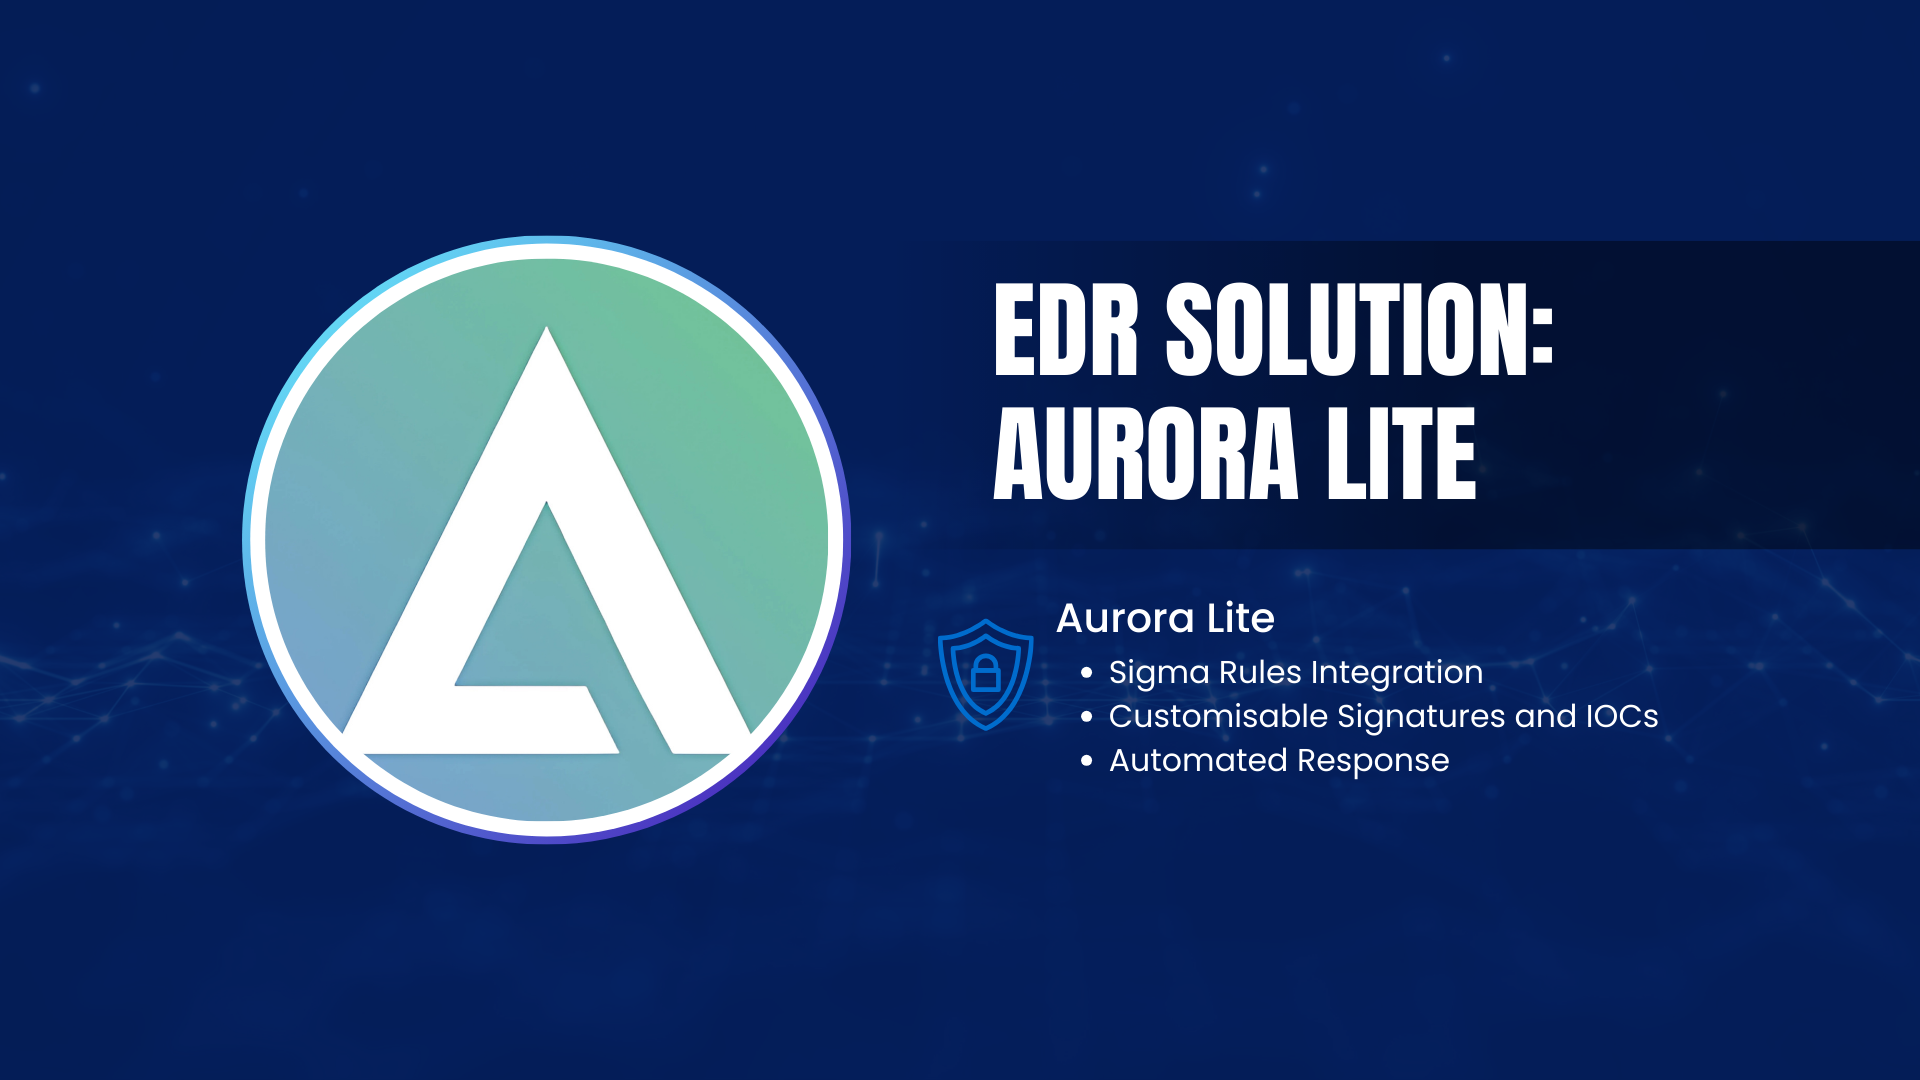 EDR SOLUTION:
AURORA LITE
Aurora Lite
• Sigma Rules Integration
• Customisable Signatures and IOCs
• Automated Response